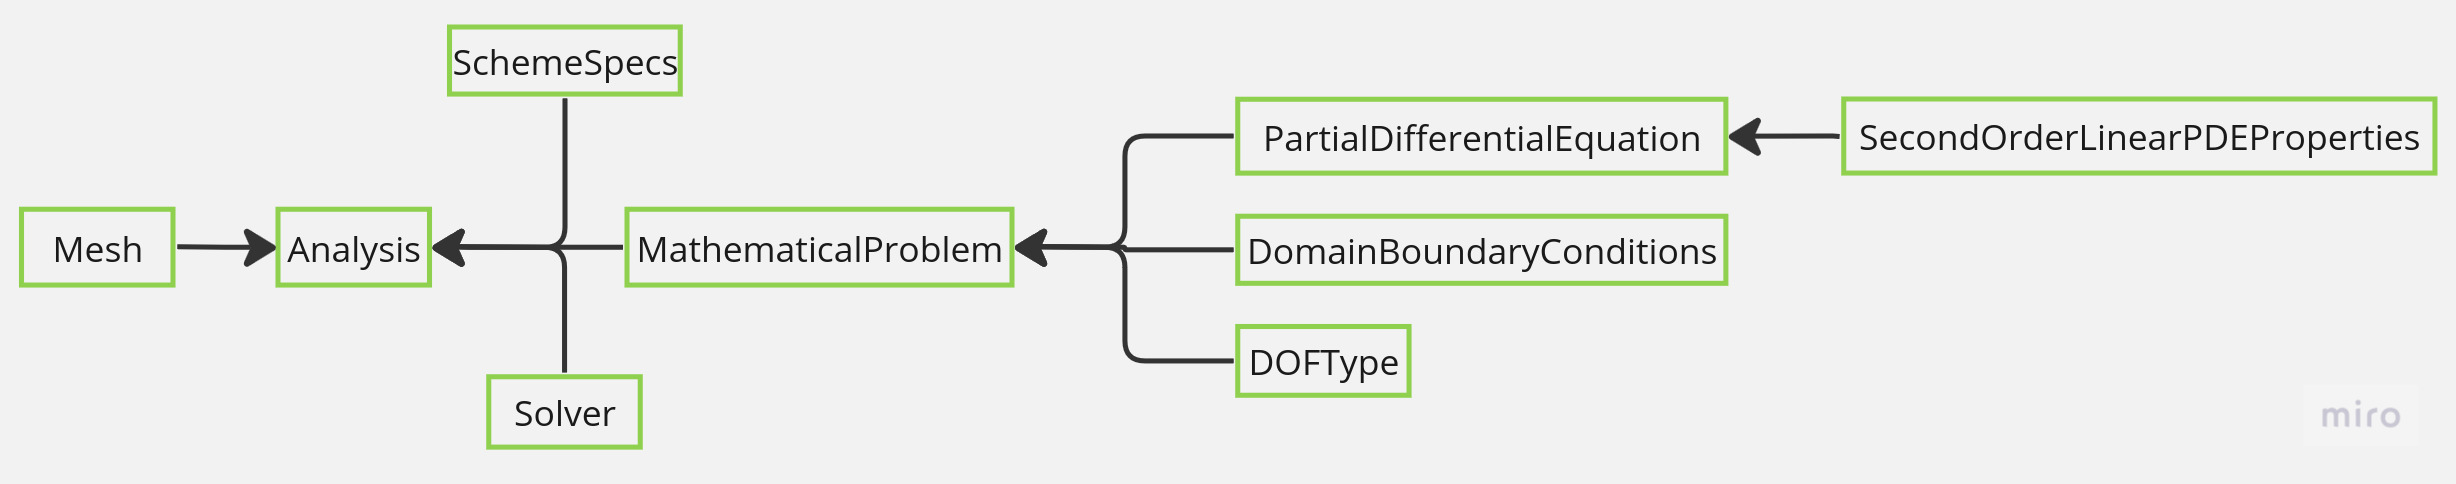 SchemeSpecs
PartialDifferentialEquation
SecondOrderLinearPDEProperties
Mesh
Analysis
MathematicalProblem
DomainBoundaryConditions
DOFType
Solver
miro